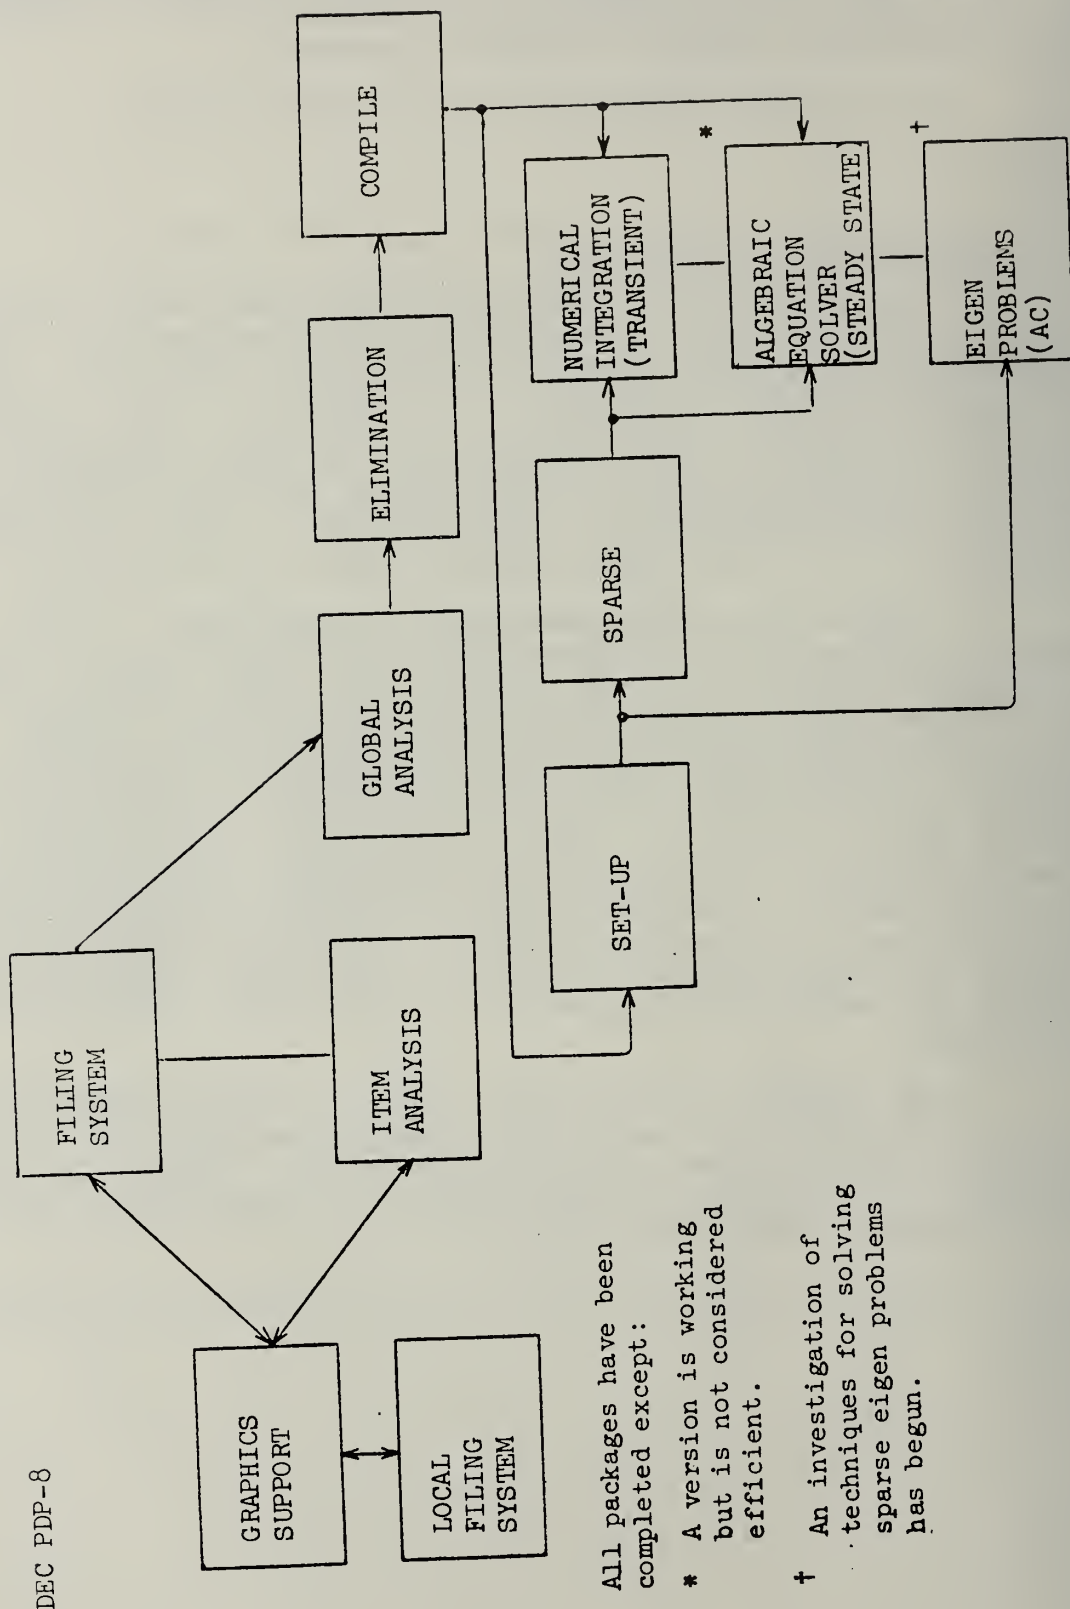 DEC PDP-8
GRAPHICS
SUPPORT
LOCAL
FILING
SYSTEM
FILING
SYSTEM
ITEM
ANALYSIS
GLOBAL
ANALYSIS
ELIMINATION
COMPILE
SET-UP
SPARSE
NUMERICAL
INTEGRATION
(TRANSIENT)
*
ALGEBRAIC
EQUATION
SOLVER
(STEADY STATE)
†
EIGEN
PROBLEMS
(AC)
All packages have been
completed except:
* A version is working
but is not considered
efficient.
† An investigation of
techniques for solving
sparse eigen problems
has begun.